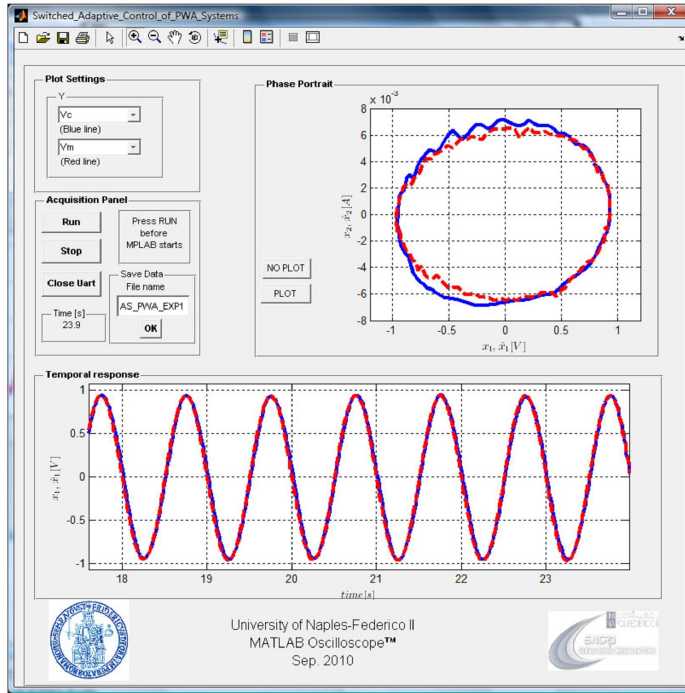 Switched_Adaptive_Control_of_PWA_Systems
Plot Settings
Y
Vc
(Blue line)
Vm
(Red line)
Acquisition Panel
Run
Stop
Close Uart
Press RUN
before
MPLAB starts
Save Data
File name
AS_PWA_EXP1
OK
Time [s]
23.9
Phase Portrait
NO PLOT
PLOT
x 10⁻³
8
6
4
2
0
-2
-4
-6
-8
x₂, x̂₂[A]
-1 -0.5 0 0.5 1
x₁, x̂₁[V]
Temporal response
1
0.5
0
-0.5
-1
x₁, x̂₁[V]
18 19 20 21 22 23
time[s]
University of Naples-Federico II
MATLAB Oscilloscope™
Sep. 2010